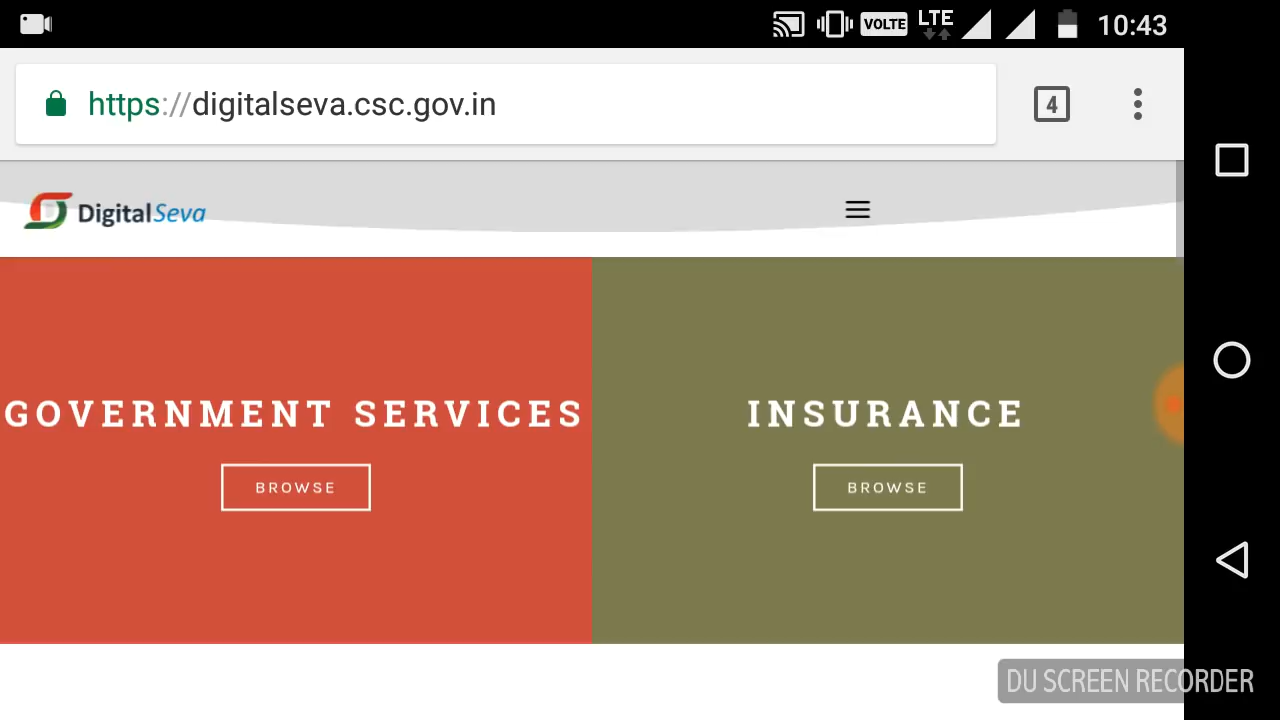 VOLTE LTE 10:43
https://digitalseva.csc.gov.in 4
DigitalSeva
GOVERNMENT SERVICES
BROWSE
INSURANCE
BROWSE
DU SCREEN RECORDER